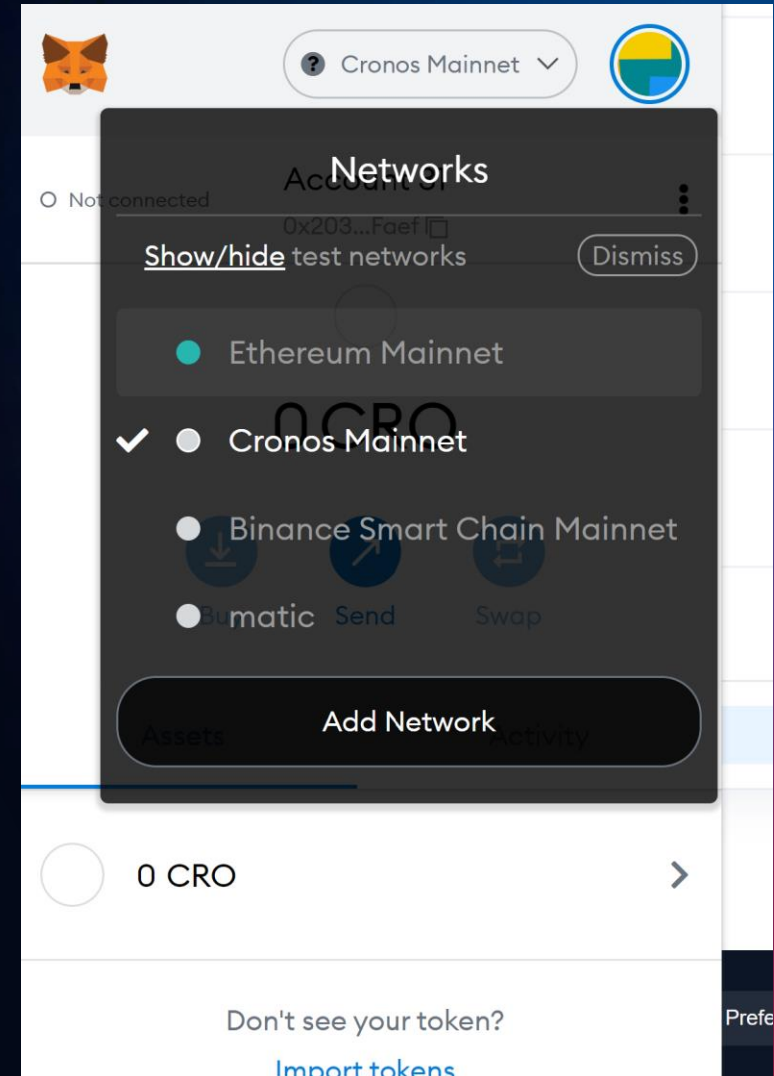 Cronos Mainnet
Networks
Not connected
Account 3
0x203...Faef
Show/hide test networks
Dismiss
Ethereum Mainnet
0 CRO
Cronos Mainnet
Binance Smart Chain Mainnet
matic
Buy
Send
Swap
Add Network
Assets
Activity
0 CRO
Don't see your token?
Import tokens